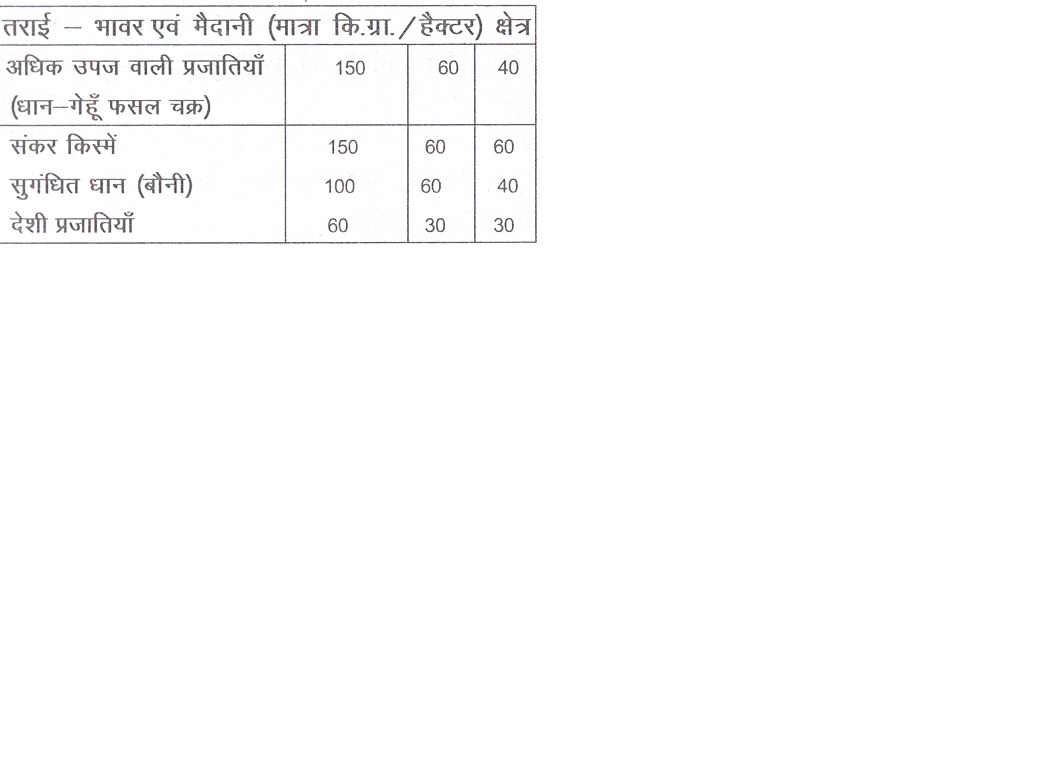 तराई – भावर एवं मैदानी (मात्रा कि.ग्रा./हैक्टर) क्षेत्र
अधिक उपज वाली प्रजातियाँ 150 60 40
(धान–गेहूँ फसल चक्र)
संकर किस्में 150 60 60
सुगंधित धान (बौनी) 100 60 40
देशी प्रजातियाँ 60 30 30